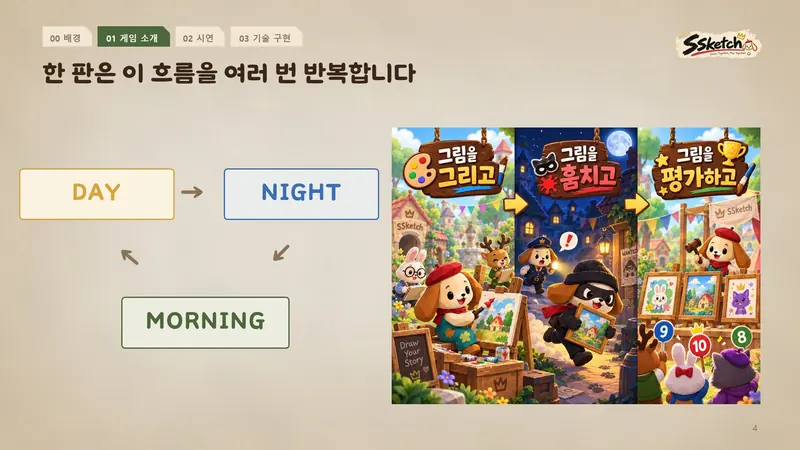 00 배경
01 게임 소개
02 시연
03 기술 구현
SSketch
한 판은 이 흐름을 여러 번 반복합니다
DAY
NIGHT
MORNING
그림을
그리고
그림을
훔치고
그림을
평가하고
SSketch
SSketch
!
Draw
Your
Story
9
10
8
4